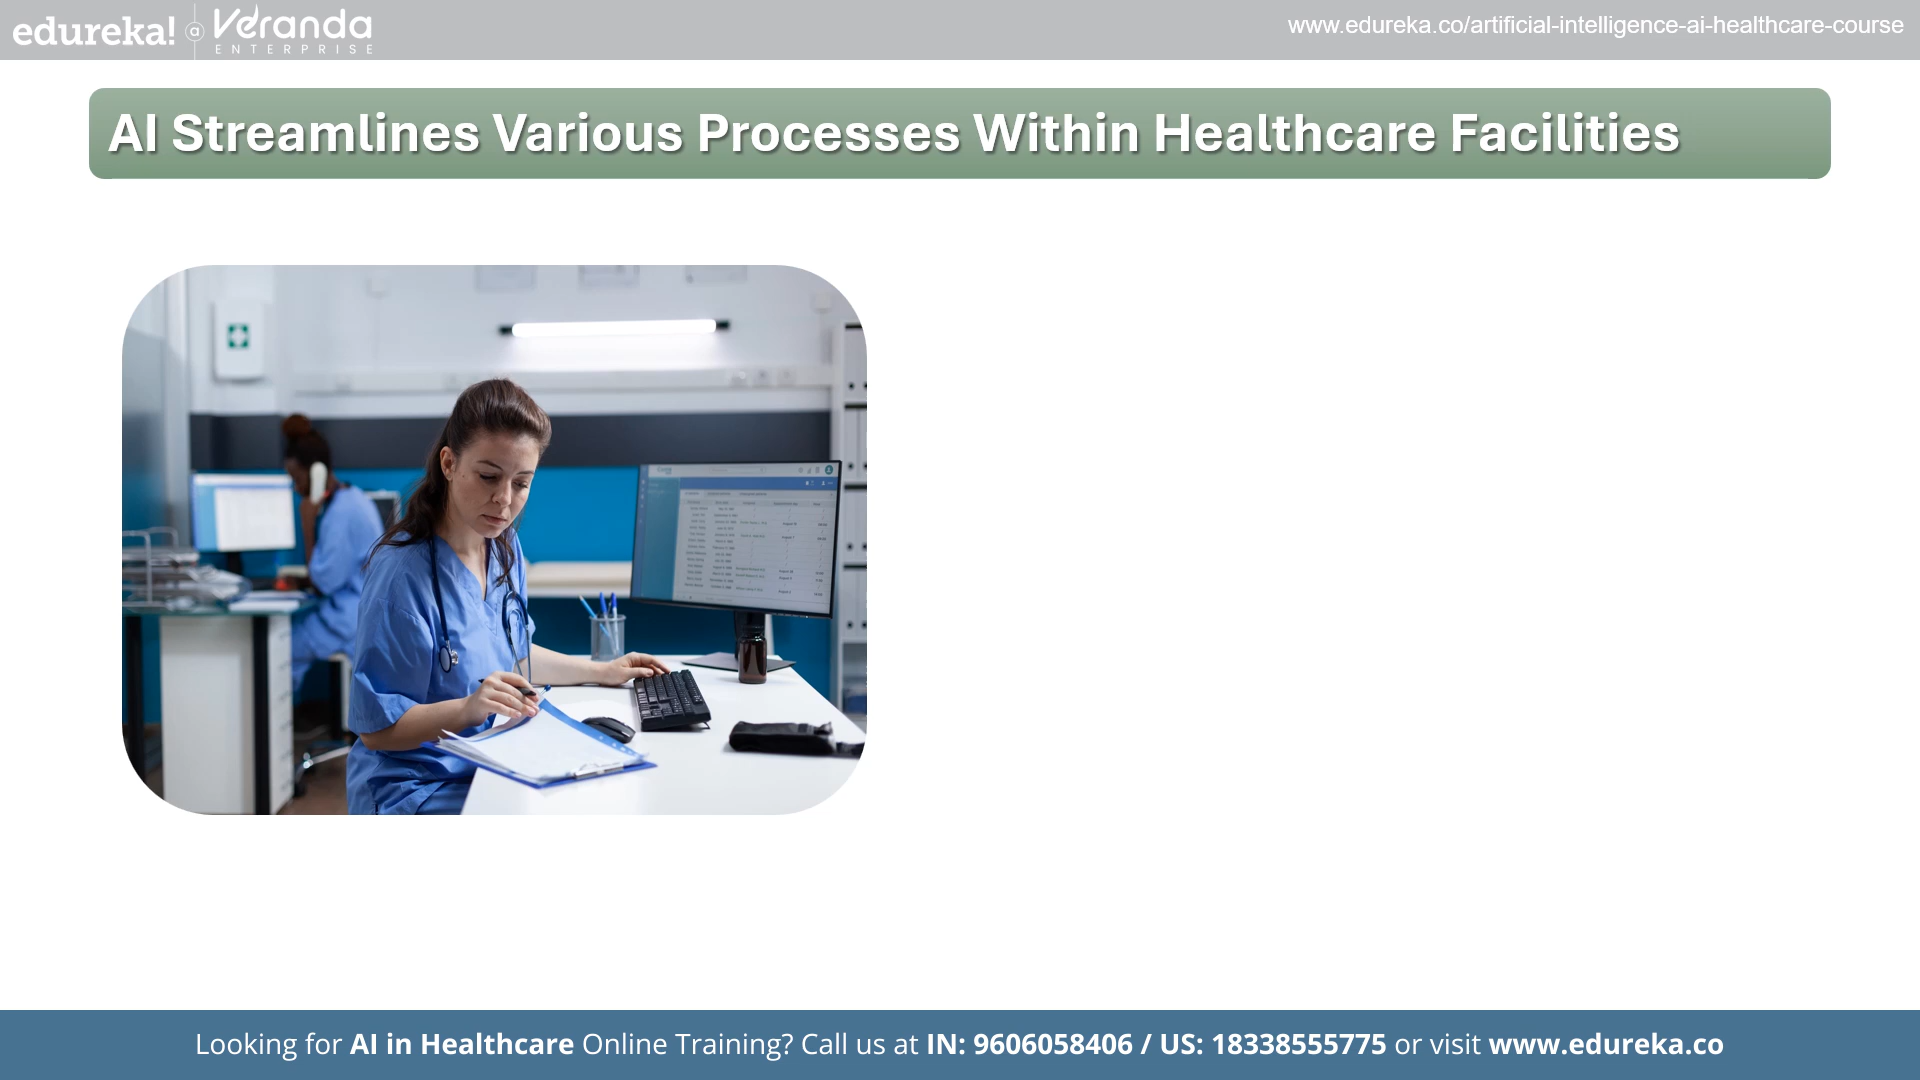 edureka!
a
Veranda
ENTERPRISE
www.edureka.co/artificial-intelligence-ai-healthcare-course
AI Streamlines Various Processes Within Healthcare Facilities
Looking for AI in Healthcare Online Training? Call us at IN: 9606058406 / US: 18338555775 or visit www.edureka.co